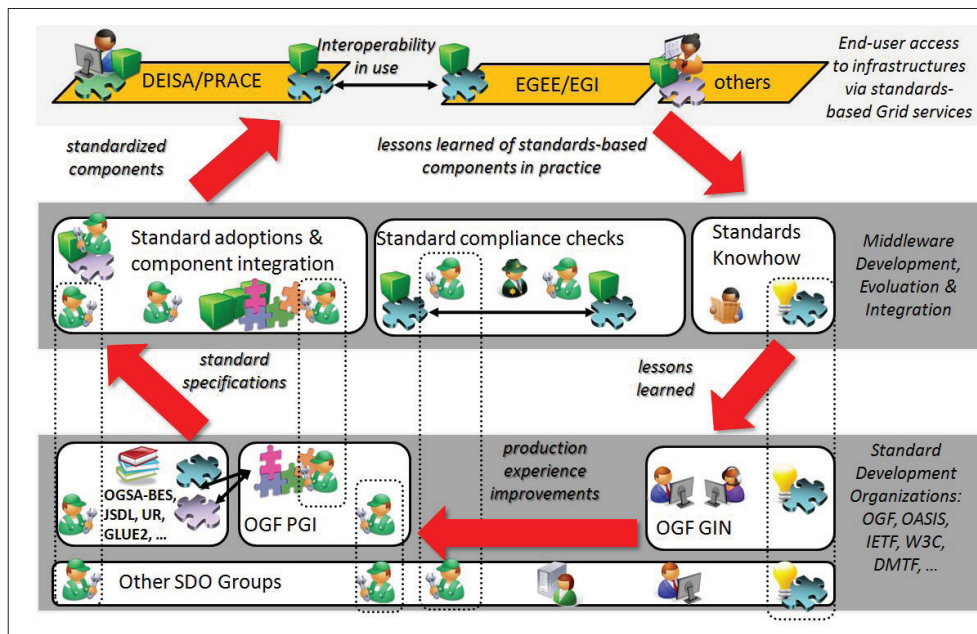 Interoperability
in use
DEISA/PRACE
EGEE/EGI
others
End-user access
to infrastructures
via standards-
based Grid services
standardized
components
lessons learned of standards-based
components in practice
Standard adoptions &
component integration
Standard compliance checks
Standards
Knowhow
Middleware
Development,
Evolution &
Integration
standard
specifications
lessons
learned
OGSA-BES,
JSDL, UR,
GLUE2, ...
OGF PGI
production
experience
improvements
OGF GIN
Standard
Development
Organizations:
OGF, OASIS,
IETF, W3C,
DMTF, ...
Other SDO Groups